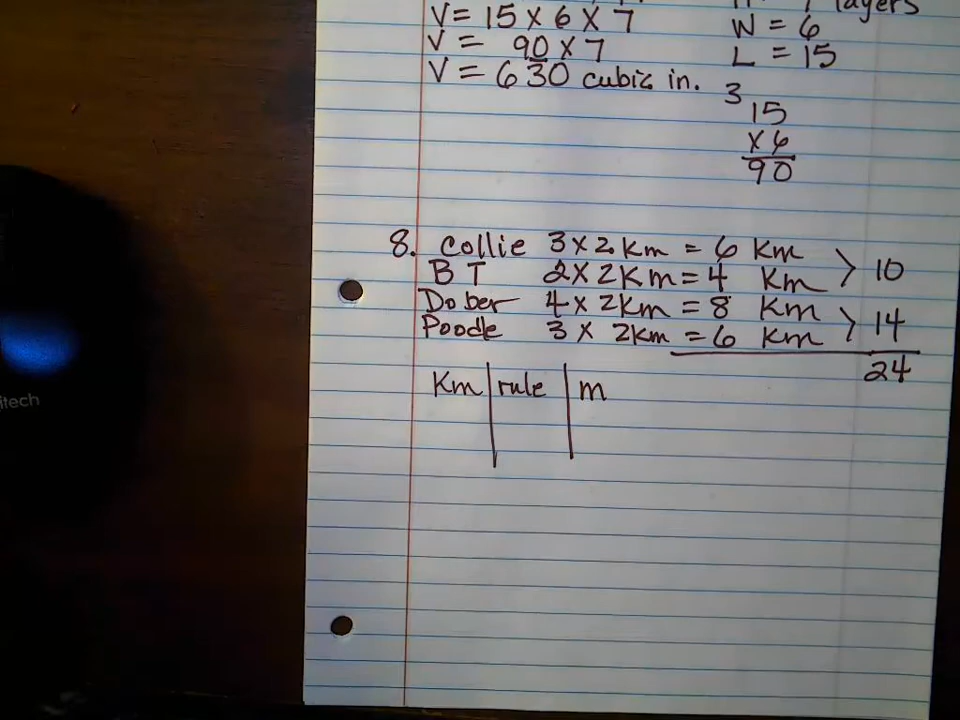 layers
V = 15 x 6 x 7
W = 6
V = 90 x 7
L = 15
V = 630 cubic in.
3
15
x 6
90
8. Collie 3 x 2 km = 6 km
> 10
BT 2 x 2 km = 4 km
Dober 4 x 2 km = 8 km
> 14
Poodle 3 x 2 km = 6 km
24
Km | rule | m
itech